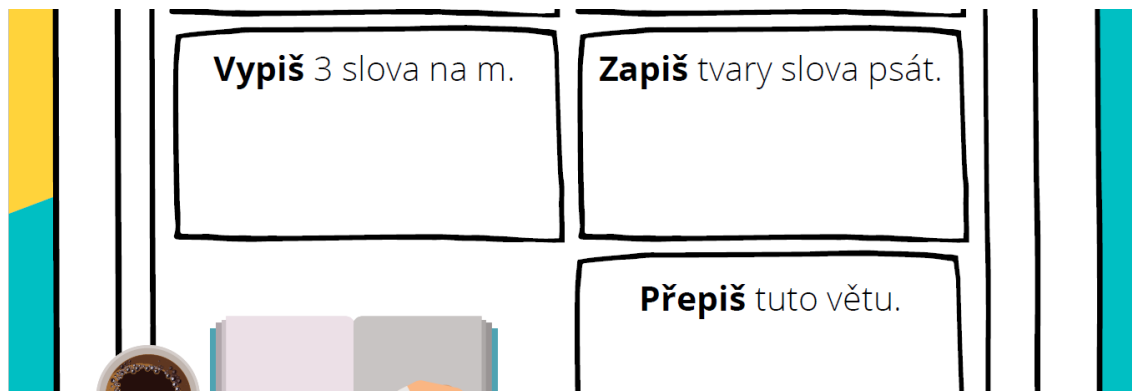 Vypiš 3 slova na m.
Zapiš tvary slova psát.
Přepiš tuto větu.